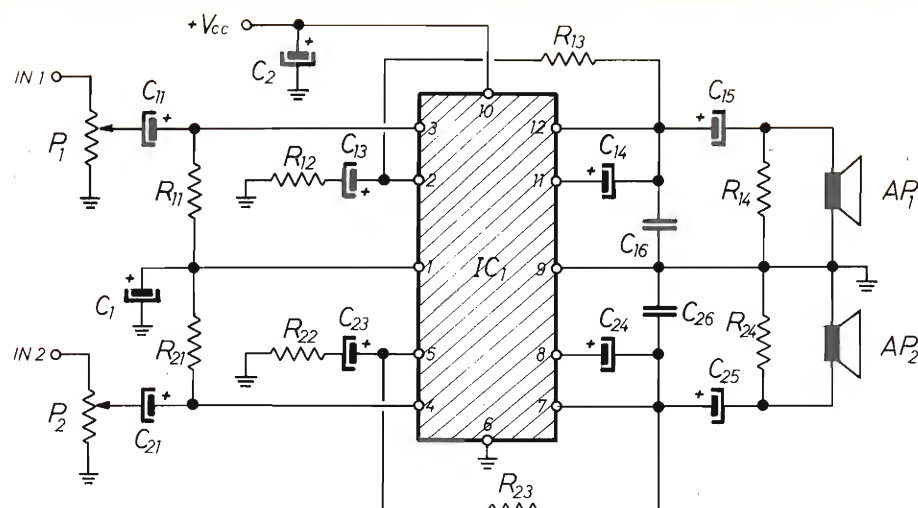 +Vcc
R13
IN 1
C11
C2
C15
10
P1
3
12
R12
C13
C14
2
11
R11
R14
AP1
C16
1
IC1
9
C1
R22
C23
C24
C26
R24
R21
IN 2
5
8
AP2
P2
C25
4
7
C21
6
R23
+
+
+
+
+
+
+
+
+
+